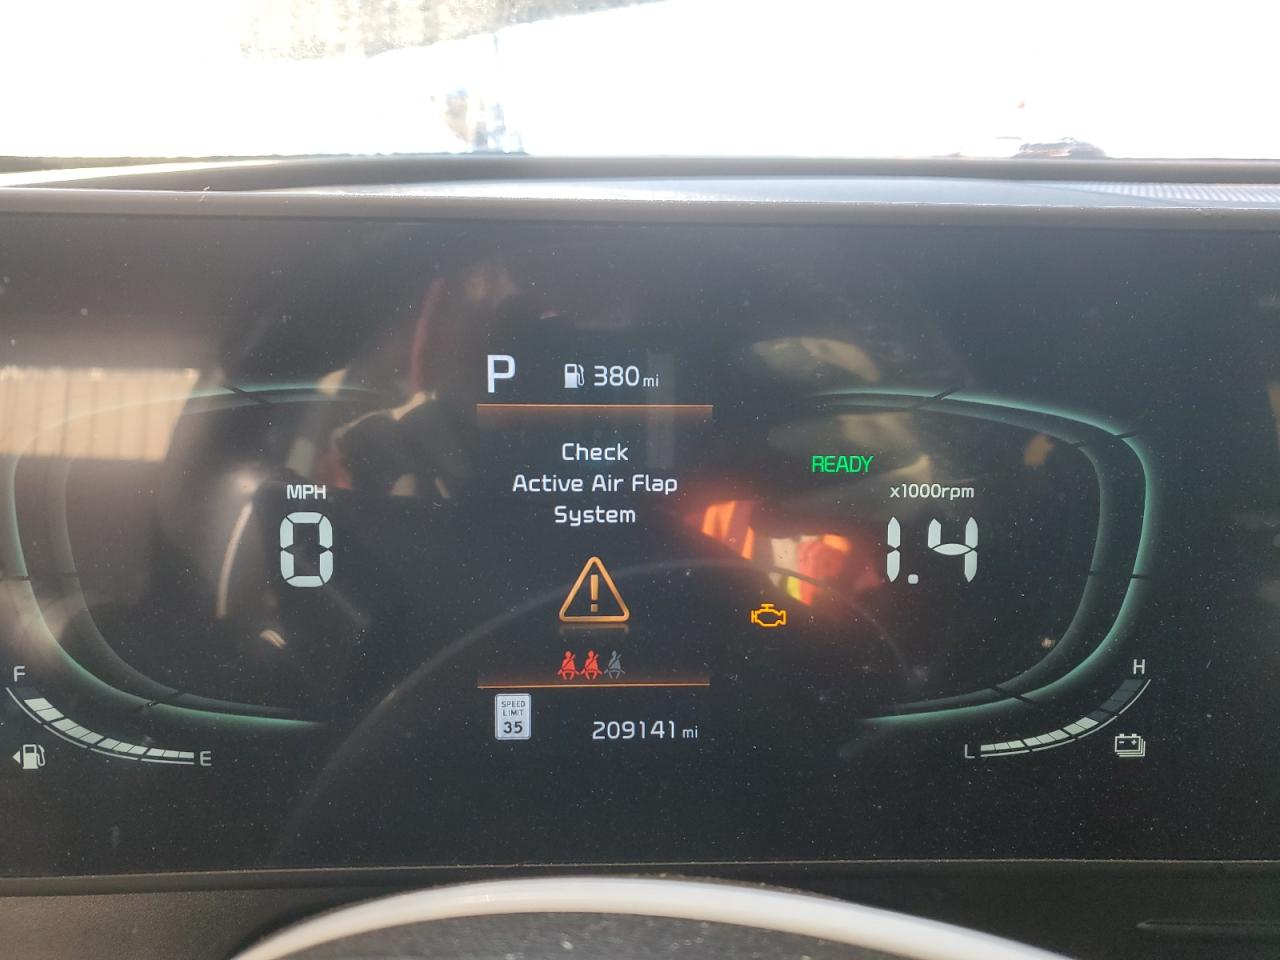 P 380 mi
Check
Active Air Flap
System
READY
MPH
x1000rpm
0
1.4
F
E
H
L
SPEED
LIMIT
35
209141 mi